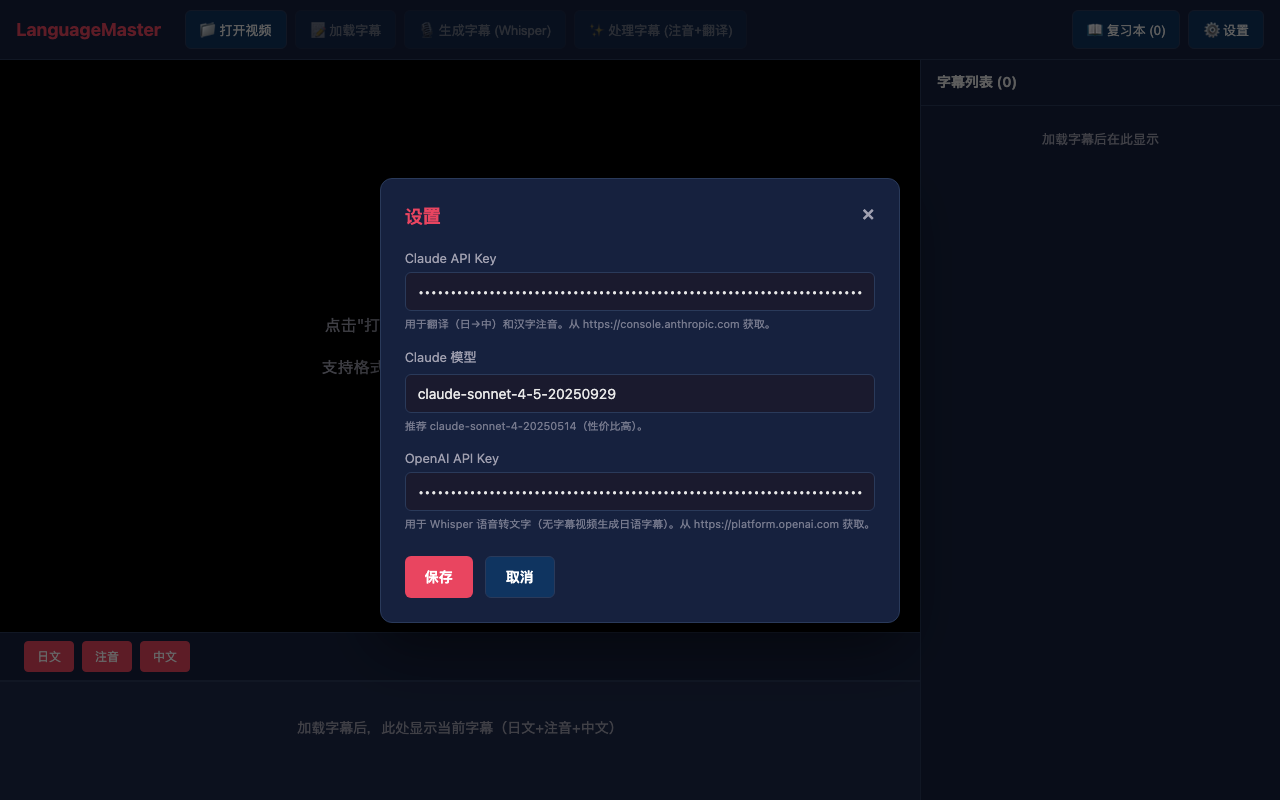 LanguageMaster
📁 打开视频
📝 加载字幕
🎙 生成字幕 (Whisper)
✨ 处理字幕 (注音+翻译)
📖 复习本 (0)
⚙️ 设置
字幕列表 (0)
加载字幕后在此显示
点击"打
支持格式
设置
×
Claude API Key
用于翻译（日→中）和汉字注音。从 https://console.anthropic.com 获取。
Claude 模型
claude-sonnet-4-5-20250929
推荐 claude-sonnet-4-20250514（性价比高）。
OpenAI API Key
用于 Whisper 语音转文字（无字幕视频生成日语字幕）。从 https://platform.openai.com 获取。
保存
取消
日文
注音
中文
加载字幕后，此处显示当前字幕（日文+注音+中文）